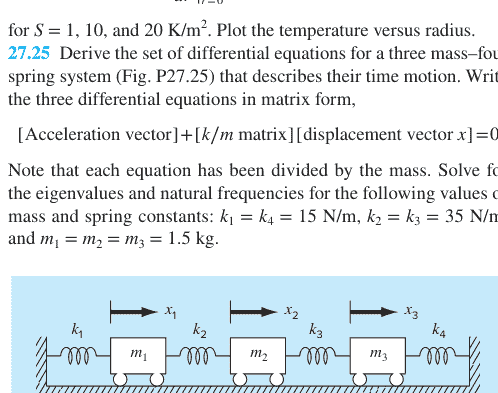 for S = 1, 10, and 20 K/m². Plot the temperature versus radius.
27.25 Derive the set of differential equations for a three mass–fou
spring system (Fig. P27.25) that describes their time motion. Writ
the three differential equations in matrix form,
[Acceleration vector]+[k/m matrix][displacement vector x]=0
Note that each equation has been divided by the mass. Solve fo
the eigenvalues and natural frequencies for the following values o
mass and spring constants: k₁ = k₄ = 15 N/m, k₂ = k₃ = 35 N/m
and m₁ = m₂ = m₃ = 1.5 kg.
x₁ x₂ x₃
k₁ k₂ k₃ k₄
m₁ m₂ m₃